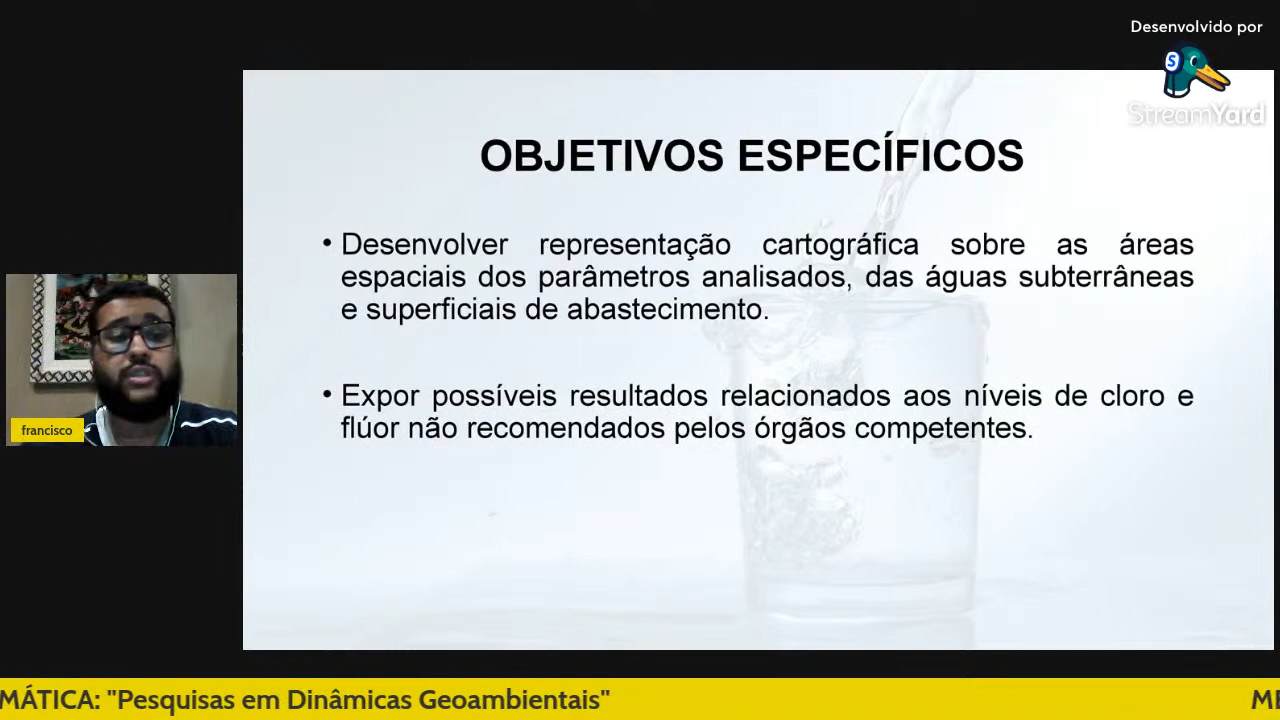 Desenvolvido por
StreamYard
OBJETIVOS ESPECÍFICOS
• Desenvolver representação cartográfica sobre as áreas
espaciais dos parâmetros analisados, das águas subterrâneas
e superficiais de abastecimento.
• Expor possíveis resultados relacionados aos níveis de cloro e
flúor não recomendados pelos órgãos competentes.
francisco
MÁTICA: "Pesquisas em Dinâmicas Geoambientais"